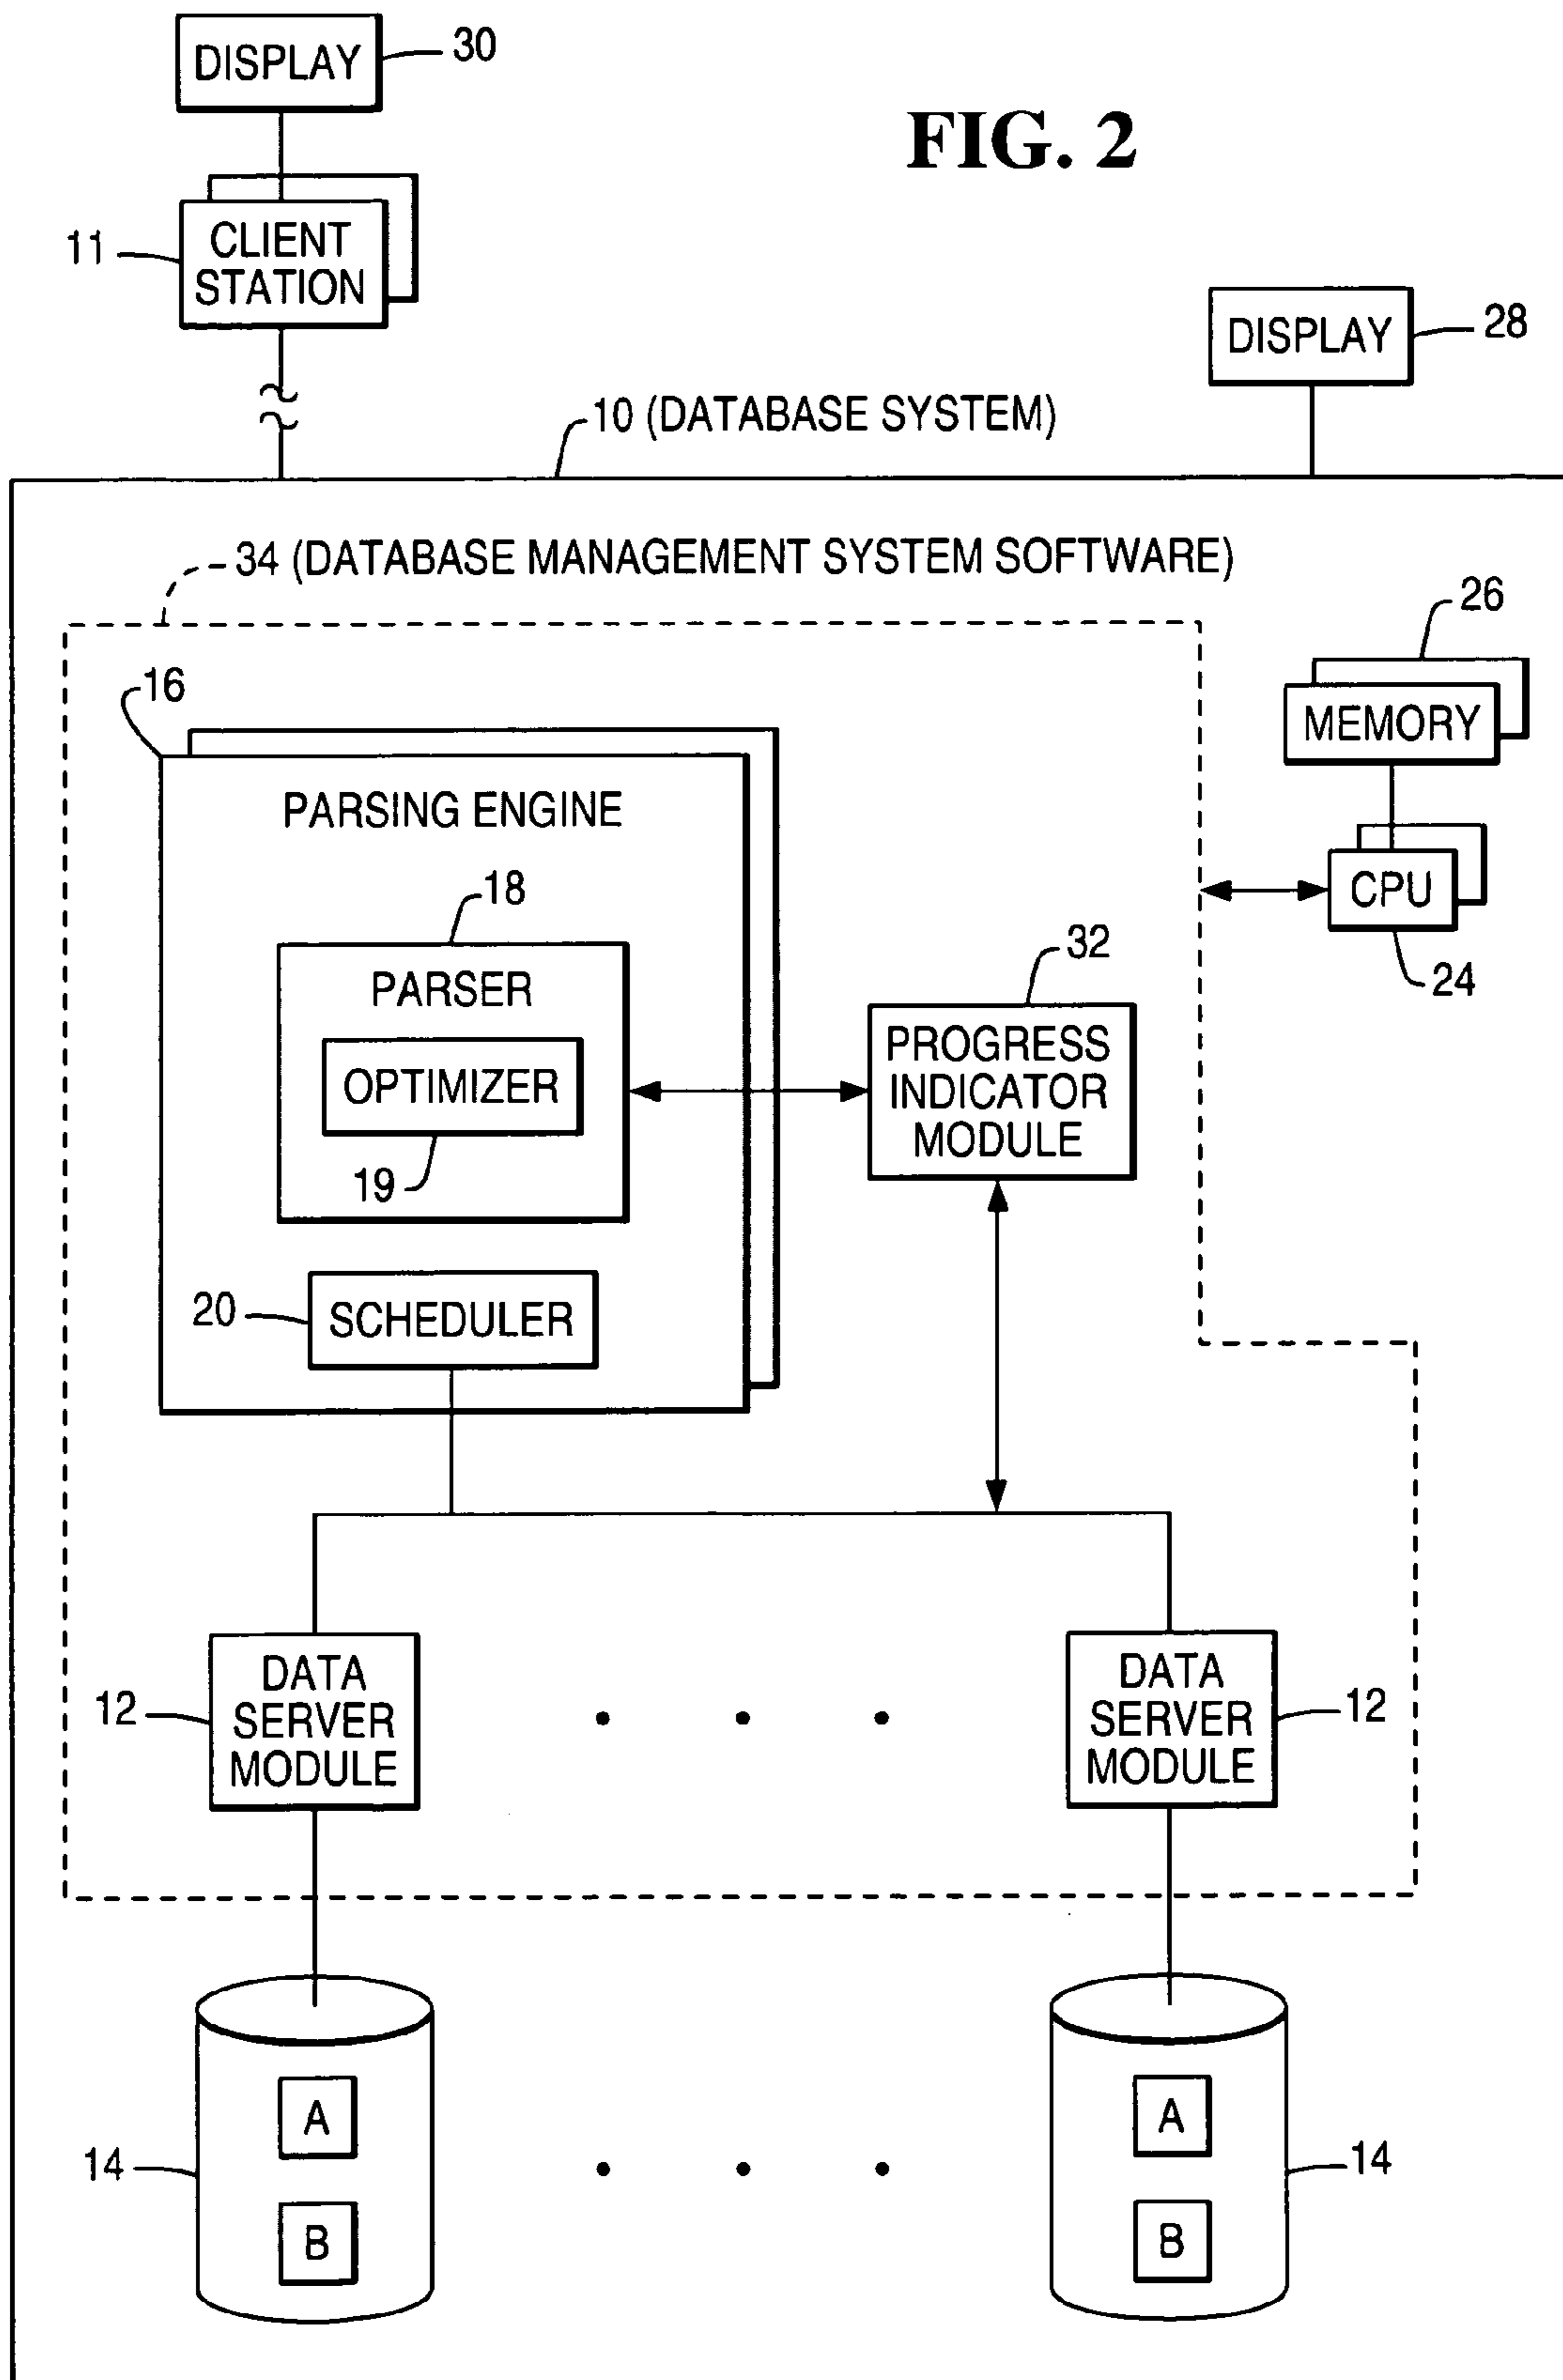 DISPLAY
30
FIG. 2
11
CLIENT
STATION
DISPLAY
28
10 (DATABASE SYSTEM)
34 (DATABASE MANAGEMENT SYSTEM SOFTWARE)
26
MEMORY
16
PARSING ENGINE
CPU
24
18
PARSER
OPTIMIZER
19
32
PROGRESS
INDICATOR
MODULE
20
SCHEDULER
12
DATA
SERVER
MODULE
DATA
SERVER
MODULE
12
14
A
B
A
B
14